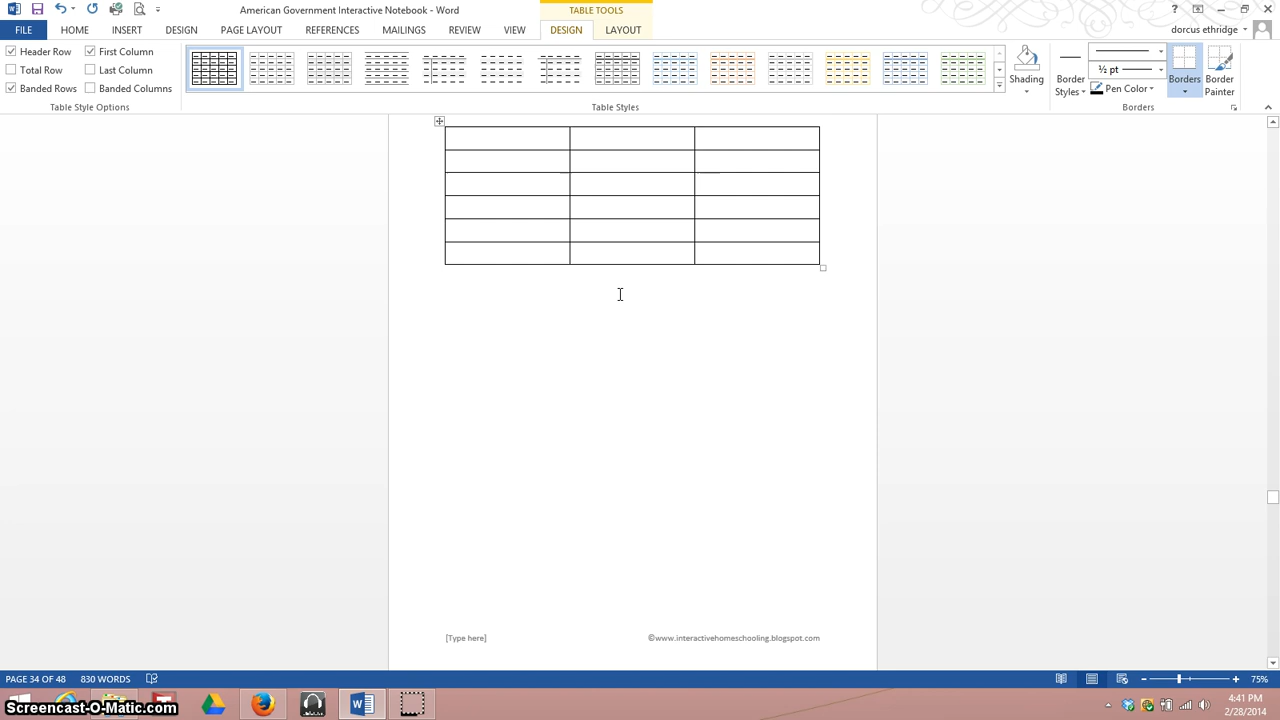 American Government Interactive Notebook - Word
TABLE TOOLS
?
FILE
HOME
INSERT
DESIGN
PAGE LAYOUT
REFERENCES
MAILINGS
REVIEW
VIEW
DESIGN
LAYOUT
dorcus ethridge
Header Row
First Column
Total Row
Last Column
Banded Rows
Banded Columns
Table Style Options
Table Styles
Shading
Border
Styles
½ pt
Pen Color
Borders
Border
Painter
Borders
[Type here]
©www.interactivehomeschooling.blogspot.com
PAGE 34 OF 48
830 WORDS
75%
Screencast-O-Matic.com
4:41 PM
2/28/2014